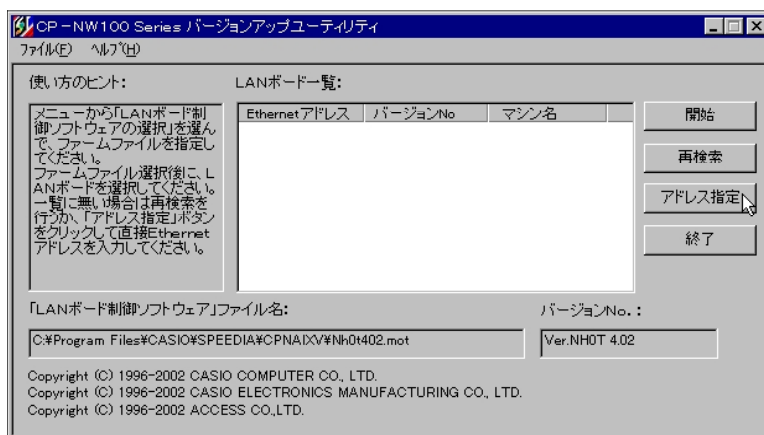 CP-NW100 Series バージョンアップユーティリティ
ファイル(F) ヘルプ(H)
使い方のヒント:
LANボード一覧:
メニューから「LANボード制
御ソフトウェアの選択」を選ん
で、ファームファイルを指定し
てください。
ファームファイル選択後に、L
ANボードを選択してください。
一覧に無い場合は再検索を
行うか、「アドレス指定」ボタン
をクリックして直接Ethernet
アドレスを入力してください。
Ethernetアドレス バージョンNo マシン名
開始
再検索
アドレス指定
終了
「LANボード制御ソフトウェア」ファイル名:
バージョンNo.:
C:¥Program Files¥CASIO¥SPEEDIA¥CPNAIXV¥Nh0t402.mot
Ver.NH0T 4.02
Copyright (C) 1996-2002 CASIO COMPUTER CO., LTD.
Copyright (C) 1996-2002 CASIO ELECTRONICS MANUFACTURING CO., LTD.
Copyright (C) 1996-2002 ACCESS CO.,LTD.